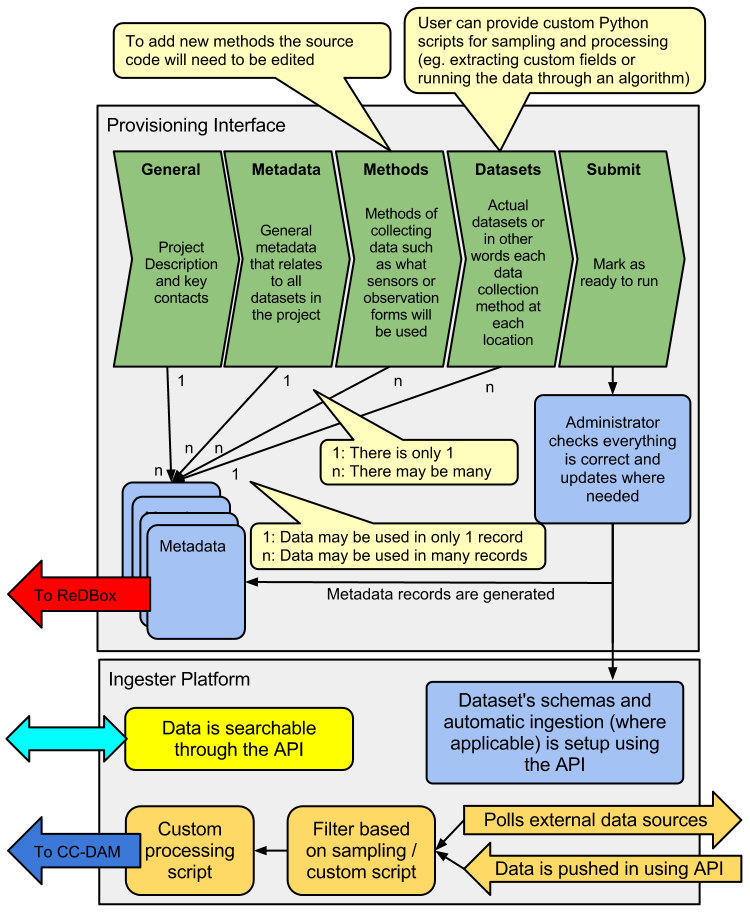 To add new methods the source
code will need to be edited
User can provide custom Python
scripts for sampling and processing
(eg. extracting custom fields or
running the data through an algorithm)
Provisioning Interface
General
Project
Description
and key
contacts
Metadata
General
metadata
that relates
to all
datasets in
the project
Methods
Methods of
collecting
data such
as what
sensors or
observation
forms will
be used
Datasets
Actual
datasets or
in other
words each
data
collection
method at
each
location
Submit
Mark as
ready to run
1
1
n
n
n
n
n
1
1: There is only 1
n: There may be many
Administrator
checks everything
is correct and
updates where
needed
1: Data may be used in only 1 record
n: Data may be used in many records
Metadata
To ReDBox
Metadata records are generated
Ingester Platform
Data is searchable
through the API
Dataset's schemas and
automatic ingestion (where
applicable) is setup using
the API
To CC-DAM
Custom
processing
script
Filter based
on sampling /
custom script
Polls external data sources
Data is pushed in using API